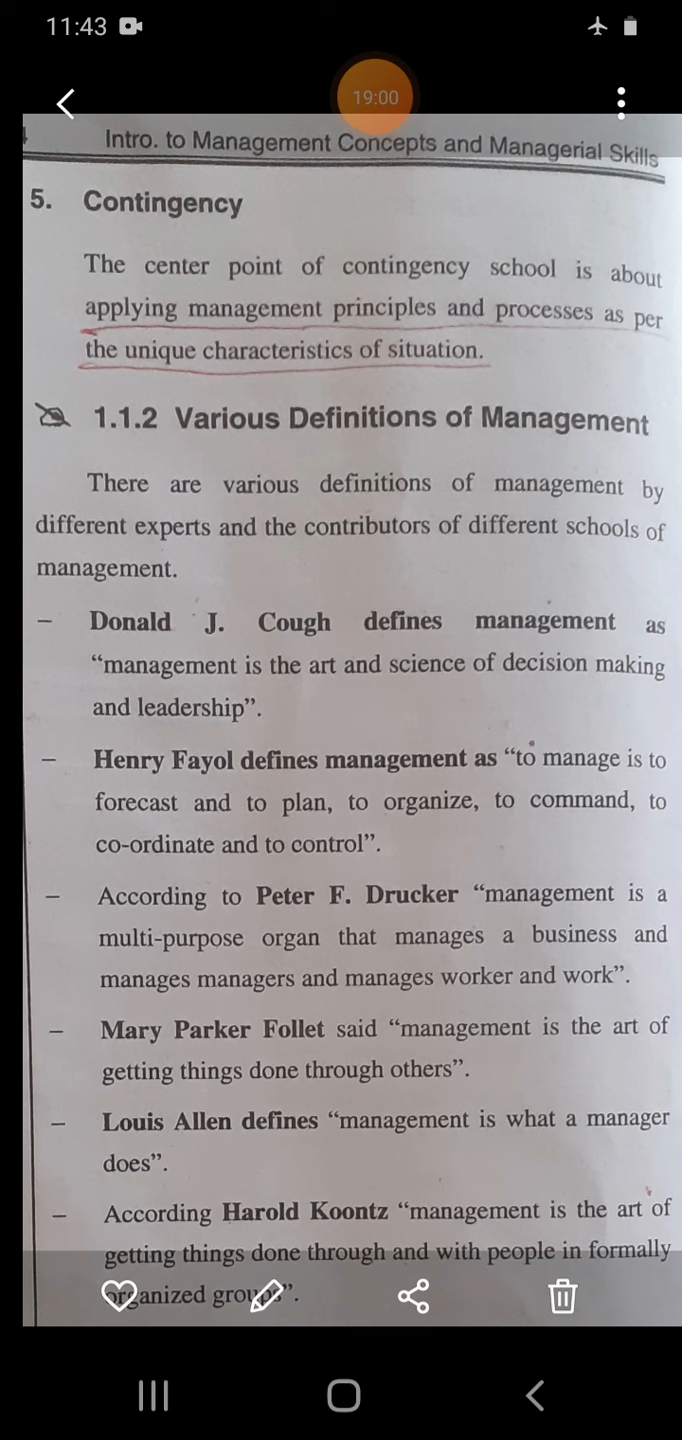 11:43
19:00
Intro. to Management Concepts and Managerial Skills
5. Contingency
The center point of contingency school is about
applying management principles and processes as per
the unique characteristics of situation.
1.1.2 Various Definitions of Management
There are various definitions of management by
different experts and the contributors of different schools of
management.
– Donald J. Cough defines management as
“management is the art and science of decision making
and leadership”.
– Henry Fayol defines management as “to manage is to
forecast and to plan, to organize, to command, to
co-ordinate and to control”.
– According to Peter F. Drucker “management is a
multi-purpose organ that manages a business and
manages managers and manages worker and work”.
– Mary Parker Follet said “management is the art of
getting things done through others”.
– Louis Allen defines “management is what a manager
does”.
– According Harold Koontz “management is the art of
getting things done through and with people in formally
organized groups”.